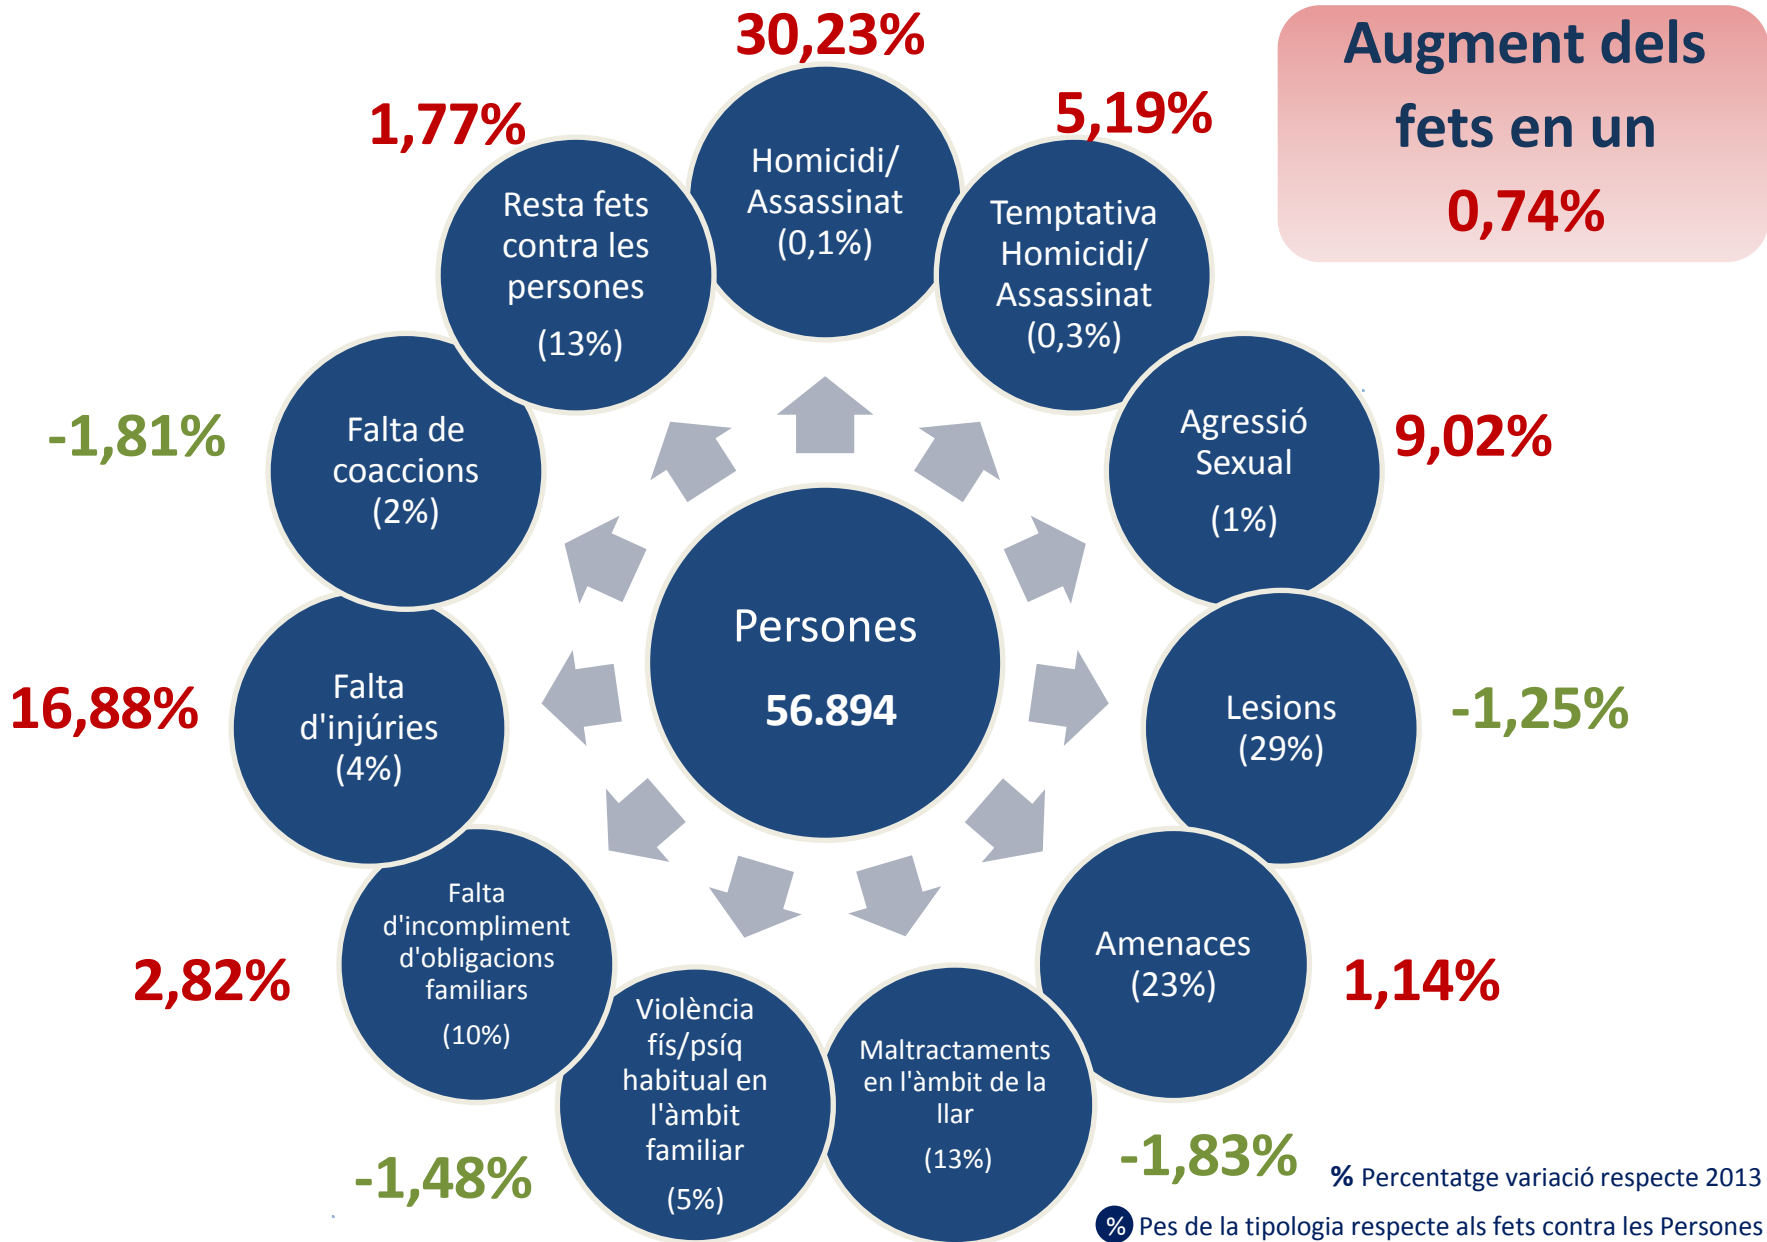 Augment dels
fets en un
0,74%
30,23%
Homicidi/
Assassinat
(0,1%)
5,19%
Temptativa
Homicidi/
Assassinat
(0,3%)
9,02%
Agressió
Sexual
(1%)
-1,25%
Lesions
(29%)
1,14%
Amenaces
(23%)
-1,83%
Maltractaments
en l'àmbit de la
llar
(13%)
-1,48%
Violència
fís/psíq
habitual en
l'àmbit
familiar
(5%)
2,82%
Falta
d'incompliment
d'obligacions
familiars
(10%)
16,88%
Falta
d'injúries
(4%)
-1,81%
Falta de
coaccions
(2%)
1,77%
Resta fets
contra les
persones
(13%)
Persones
56.894
% Percentatge variació respecte 2013
% Pes de la tipologia respecte als fets contra les Persones